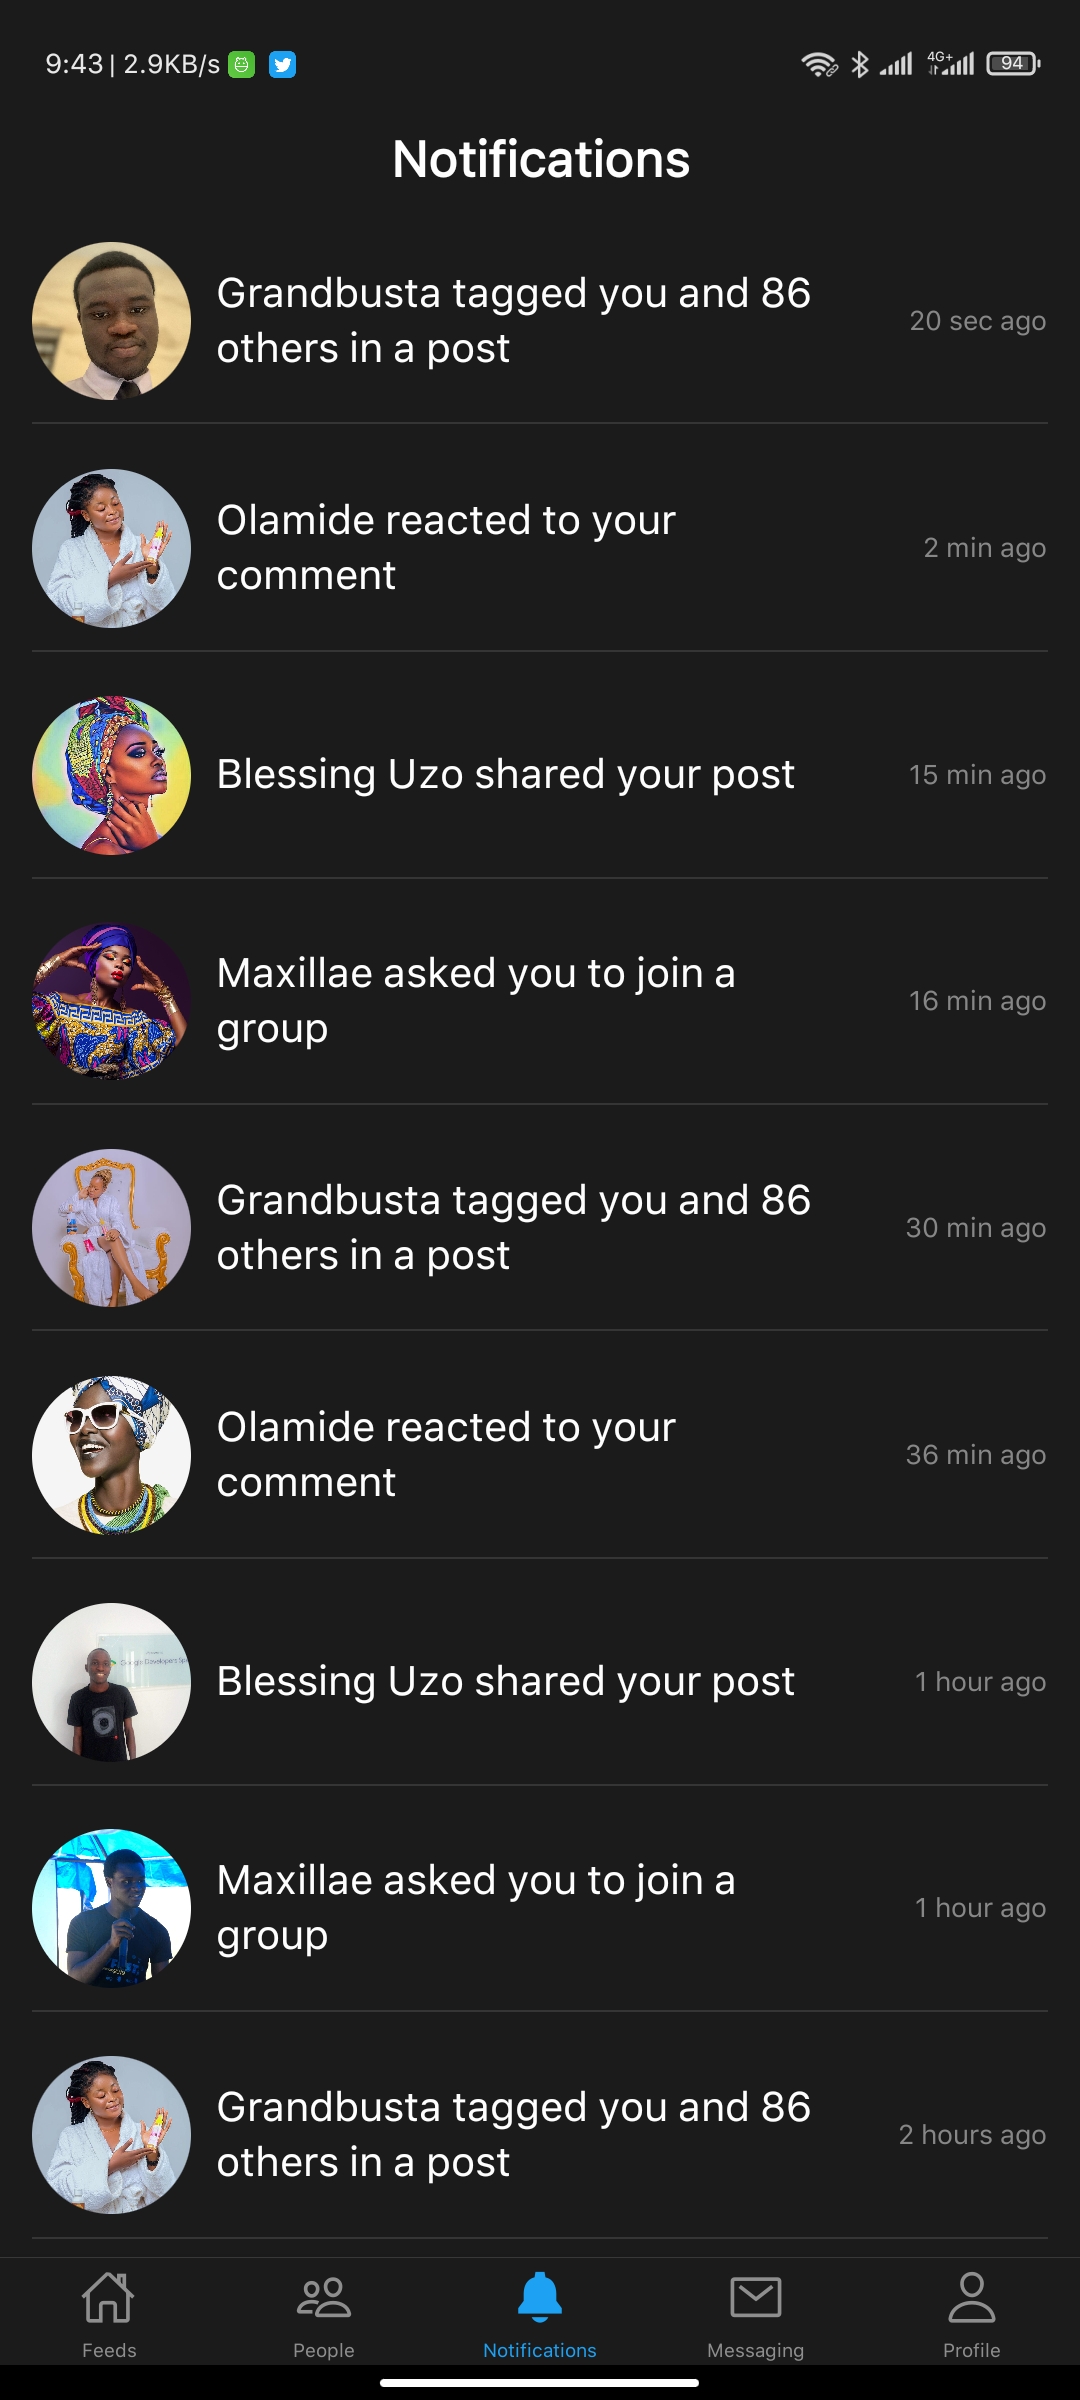 9:43 | 2.9KB/s
4G+
94
Notifications
Grandbusta tagged you and 86
others in a post
20 sec ago
Olamide reacted to your
comment
2 min ago
Blessing Uzo shared your post
15 min ago
Maxillae asked you to join a
group
16 min ago
Grandbusta tagged you and 86
others in a post
30 min ago
Olamide reacted to your
comment
36 min ago
Google Developers
Blessing Uzo shared your post
1 hour ago
Maxillae asked you to join a
group
1 hour ago
Grandbusta tagged you and 86
others in a post
2 hours ago
Feeds
People
Notifications
Messaging
Profile